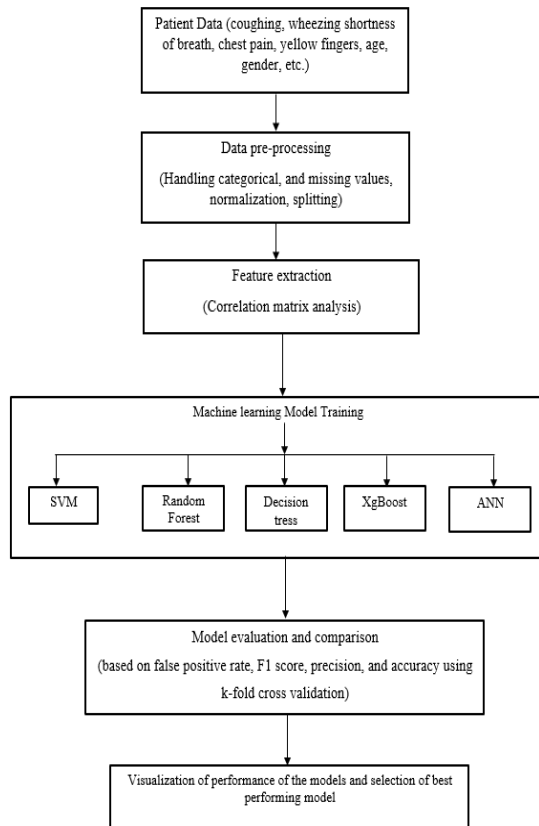 Patient Data (coughing, wheezing shortness
of breath, chest pain, yellow fingers, age,
gender, etc.)
Data pre-processing
(Handling categorical, and missing values,
normalization, splitting)
Feature extraction
(Correlation matrix analysis)
Machine learning Model Training
SVM
Random
Forest
Decision
tress
XgBoost
ANN
Model evaluation and comparison
(based on false positive rate, F1 score, precision, and accuracy using
k-fold cross validation)
Visualization of performance of the models and selection of best
performing model